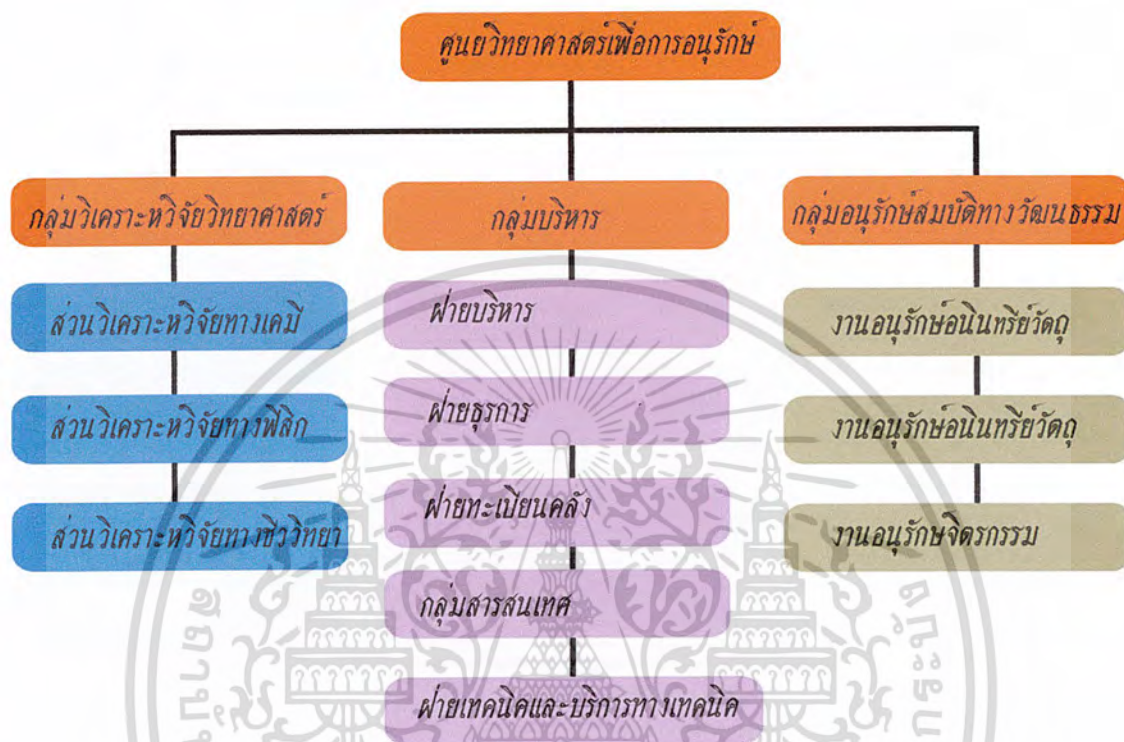 ศูนย์วิทยาศาสตร์เพื่อการอนุรักษ์
กลุ่มวิเคราะห์วิจัยวิทยาศาสตร์
ส่วนวิเคราะห์วิจัยทางเคมี
ส่วนวิเคราะห์วิจัยทางฟิสิก
ส่วนวิเคราะห์วิจัยทางชีววิทยา
กลุ่มบริหาร
ฝ่ายบริหาร
ฝ่ายธุรการ
ฝ่ายทะเบียนคลัง
กลุ่มสารสนเทศ
ฝ่ายเทคนิคและบริการทางเทคนิค
กลุ่มอนุรักษ์สมบัติทางวัฒนธรรม
งานอนุรักษ์อนินทรีย์วัตถุ
งานอนุรักษ์อนินทรีย์วัตถุ
งานอนุรักษ์จิตรกรรม